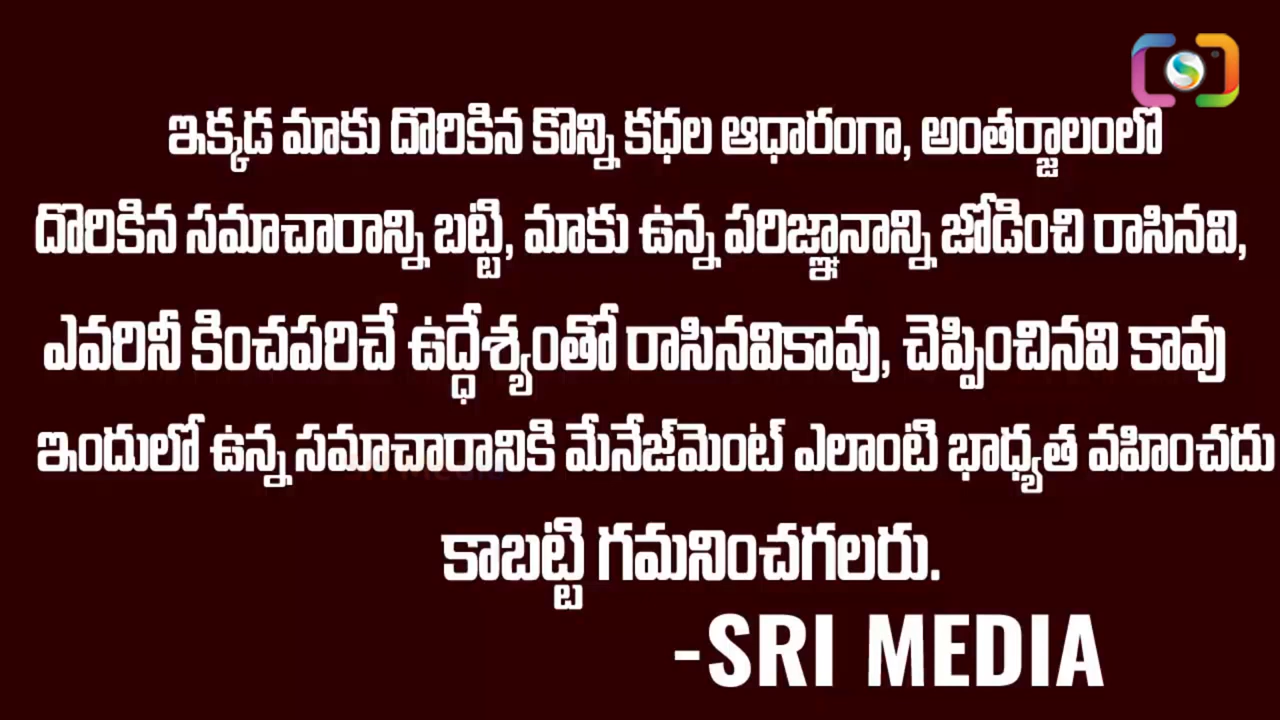 ఇక్కడ మాకు దొరికిన కొన్ని కధల ఆధారంగా, అంతర్జాలంలో
దొరికిన సమాచారాన్ని బట్టి, మాకు ఉన్న పరిజ్ఞానాన్ని జోడించి రాసినవి,
ఎవరినీ కించపరిచే ఉద్ధేశ్యంతో రాసినవికావు, చెప్పించినవి కావు
ఇందులో ఉన్న సమాచారానికి మేనేజ్‌మెంట్ ఎలాంటి భాధ్యత వహించదు
కాబట్టి గమనించగలరు.
-SRI MEDIA